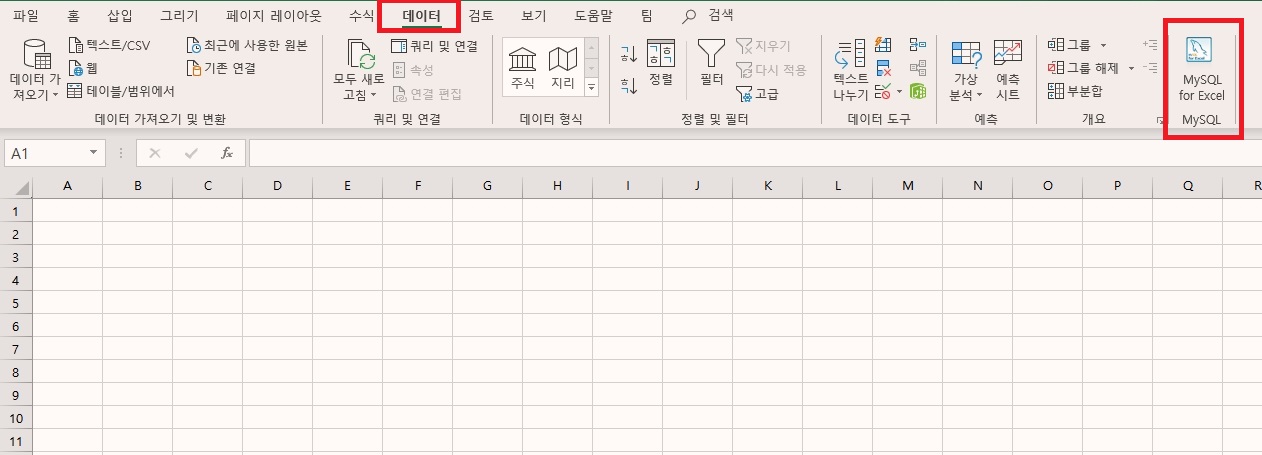 파일 홈 삽입 그리기 페이지 레이아웃 수식 데이터 검토 보기 도움말 팀 검색
데이터 가
져오기
텍스트/CSV
웹
테이블/범위에서
최근에 사용한 원본
기존 연결
데이터 가져오기 및 변환
모두 새로
고침
쿼리 및 연결
속성
연결 편집
쿼리 및 연결
주식 지리
데이터 형식
ㄱ
ㅎ
ㅎ
ㄱ
정렬
필터
지우기
다시 적용
고급
정렬 및 필터
텍스트
나누기
데이터 도구
가상
분석
예측
시트
예측
그룹
그룹 해제
부분합
개요
MySQL
for Excel
MySQL
A1
fx
A B C D E F G H I J K L M N O P Q R
1
2
3
4
5
6
7
8
9
10
11